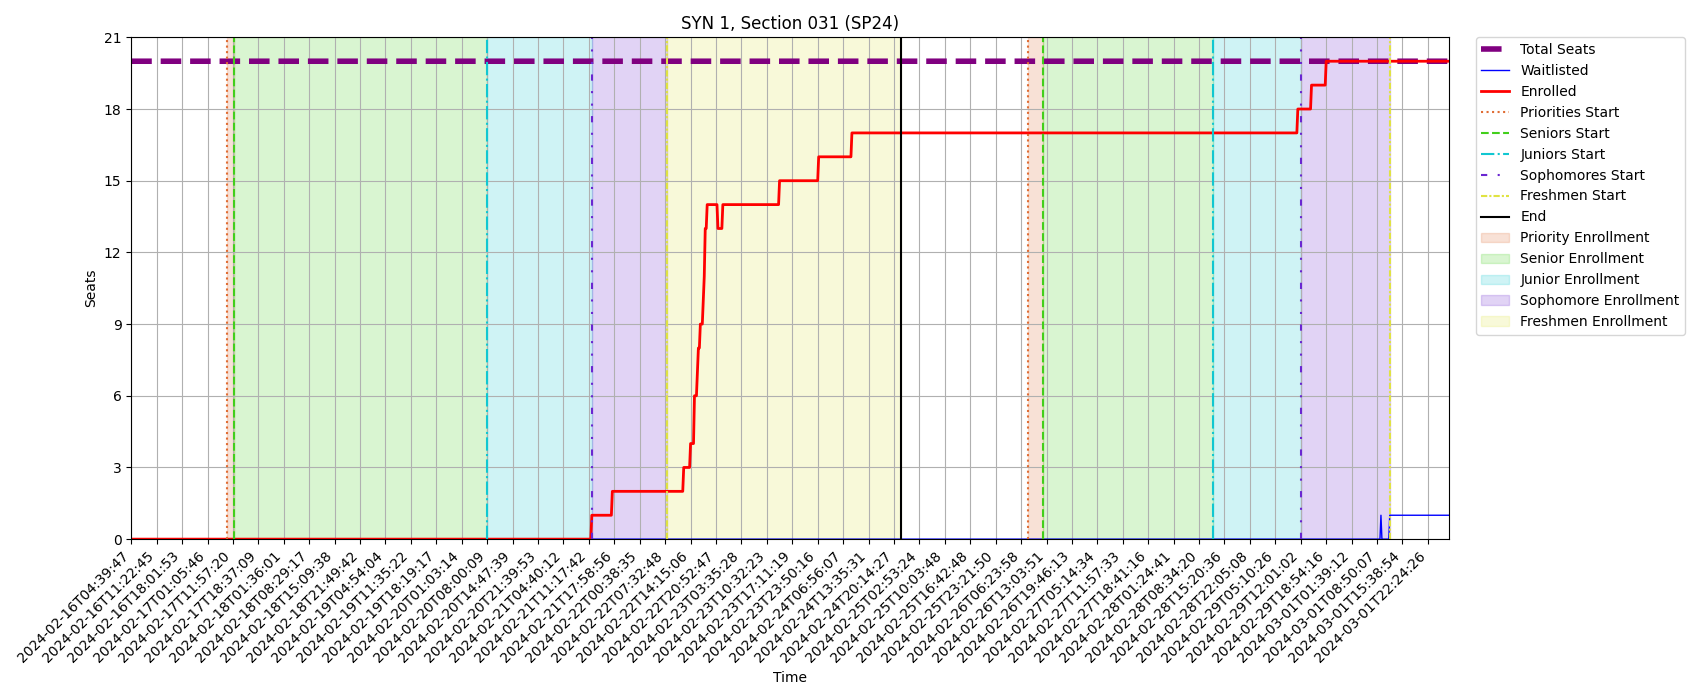 SYN 1, Section 031 (SP24)
Seats
21
18
15
12
9
6
3
0
2024-02-16T04:39:47
2024-02-16T11:22:45
2024-02-16T18:01:53
2024-02-17T01:05:46
2024-02-17T11:57:20
2024-02-17T18:37:09
2024-02-18T01:36:01
2024-02-18T08:29:17
2024-02-18T15:09:38
2024-02-18T21:49:42
2024-02-19T04:54:04
2024-02-19T11:35:22
2024-02-19T18:19:17
2024-02-20T01:03:14
2024-02-20T08:00:09
2024-02-20T14:47:39
2024-02-20T21:39:53
2024-02-21T04:40:12
2024-02-21T11:17:42
2024-02-21T17:58:56
2024-02-22T00:38:35
2024-02-22T07:32:48
2024-02-22T14:15:06
2024-02-22T20:52:47
2024-02-23T03:35:28
2024-02-23T10:32:23
2024-02-23T17:11:19
2024-02-23T23:50:16
2024-02-24T06:56:07
2024-02-24T13:35:31
2024-02-24T20:14:27
2024-02-25T02:53:24
2024-02-25T10:03:48
2024-02-25T16:42:48
2024-02-25T23:21:50
2024-02-26T06:23:58
2024-02-26T13:03:51
2024-02-26T19:46:13
2024-02-27T05:14:34
2024-02-27T11:57:33
2024-02-27T18:41:16
2024-02-28T01:24:41
2024-02-28T08:34:20
2024-02-28T15:20:36
2024-02-28T22:05:08
2024-02-29T05:10:26
2024-02-29T12:01:02
2024-02-29T18:54:16
2024-03-01T01:39:12
2024-03-01T08:50:07
2024-03-01T15:38:54
2024-03-01T22:24:26
Time
Total Seats
Waitlisted
Enrolled
Priorities Start
Seniors Start
Juniors Start
Sophomores Start
Freshmen Start
End
Priority Enrollment
Senior Enrollment
Junior Enrollment
Sophomore Enrollment
Freshmen Enrollment